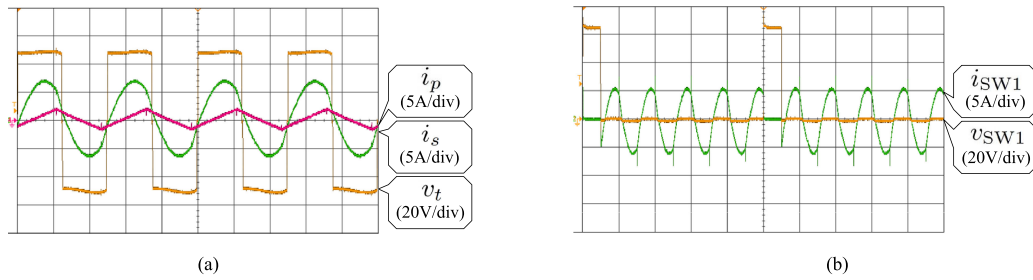 i_p
(5A/div)
i_s
(5A/div)
v_t
(20V/div)
(a)
i_SW1
(5A/div)
v_SW1
(20V/div)
(b)